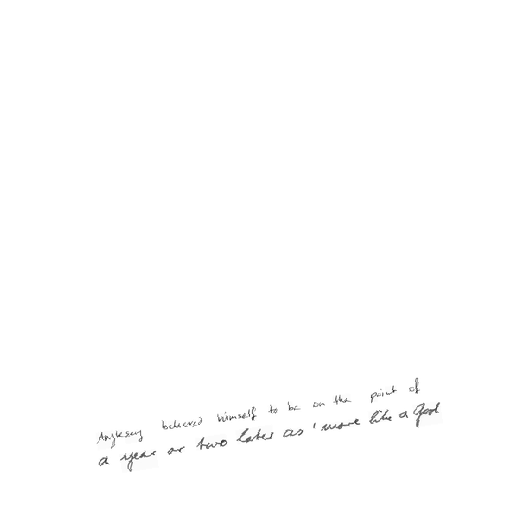 Anglesey believed himself to be on the point of
a year or two later as ' more like a God